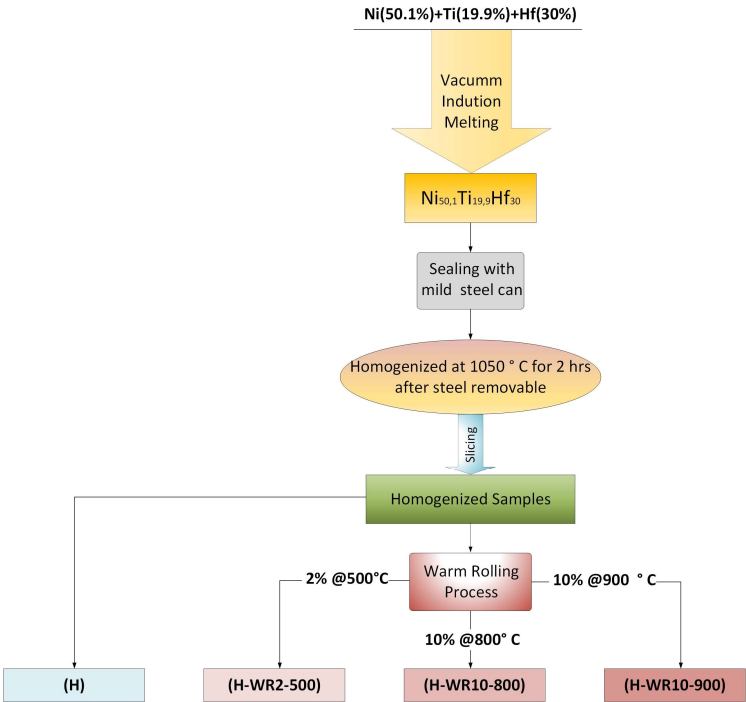 Ni(50.1%)+Ti(19.9%)+Hf(30%)
Vacumm
Indution
Melting
Ni50,1Ti19,9Hf30
Sealing with
mild steel can
Homogenized at 1050 ° C for 2 hrs
after steel removable
Slicing
Homogenized Samples
Warm Rolling
Process
2% @500°C
10% @900 ° C
10% @800° C
(H)
(H-WR2-500)
(H-WR10-800)
(H-WR10-900)